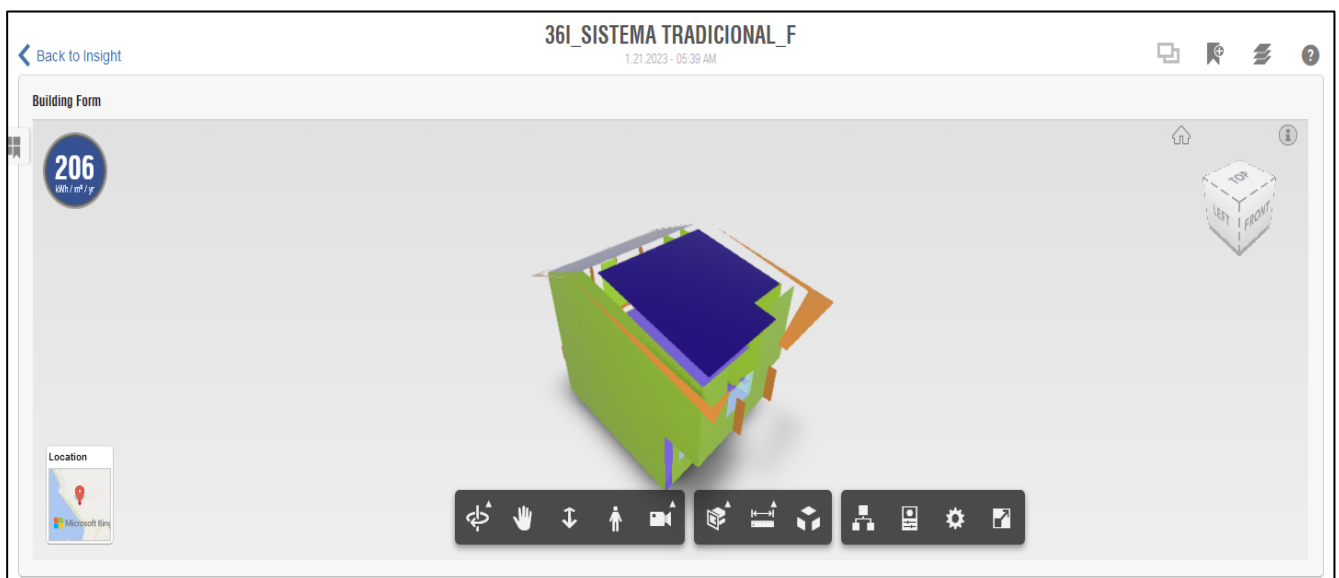 36I_SISTEMA TRADICIONAL_F
Back to Insight
1.21.2023 - 05:39 AM
Building Form
206
kWh / m² / yr
TOP
LEFT
FRONT
Location
Microsoft Bing